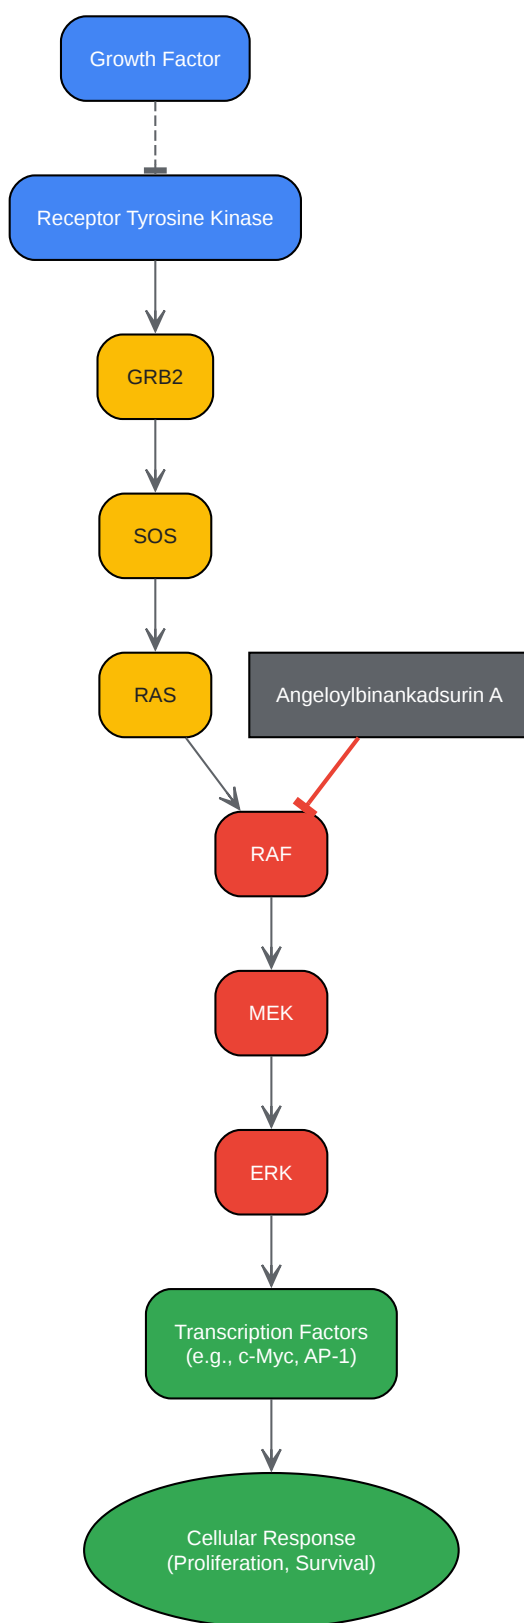 Growth Factor
Receptor Tyrosine Kinase
GRB2
SOS
RAS
Angeloylbinankadsurin A
RAF
MEK
ERK
Transcription Factors
(e.g., c-Myc, AP-1)
Cellular Response
(Proliferation, Survival)